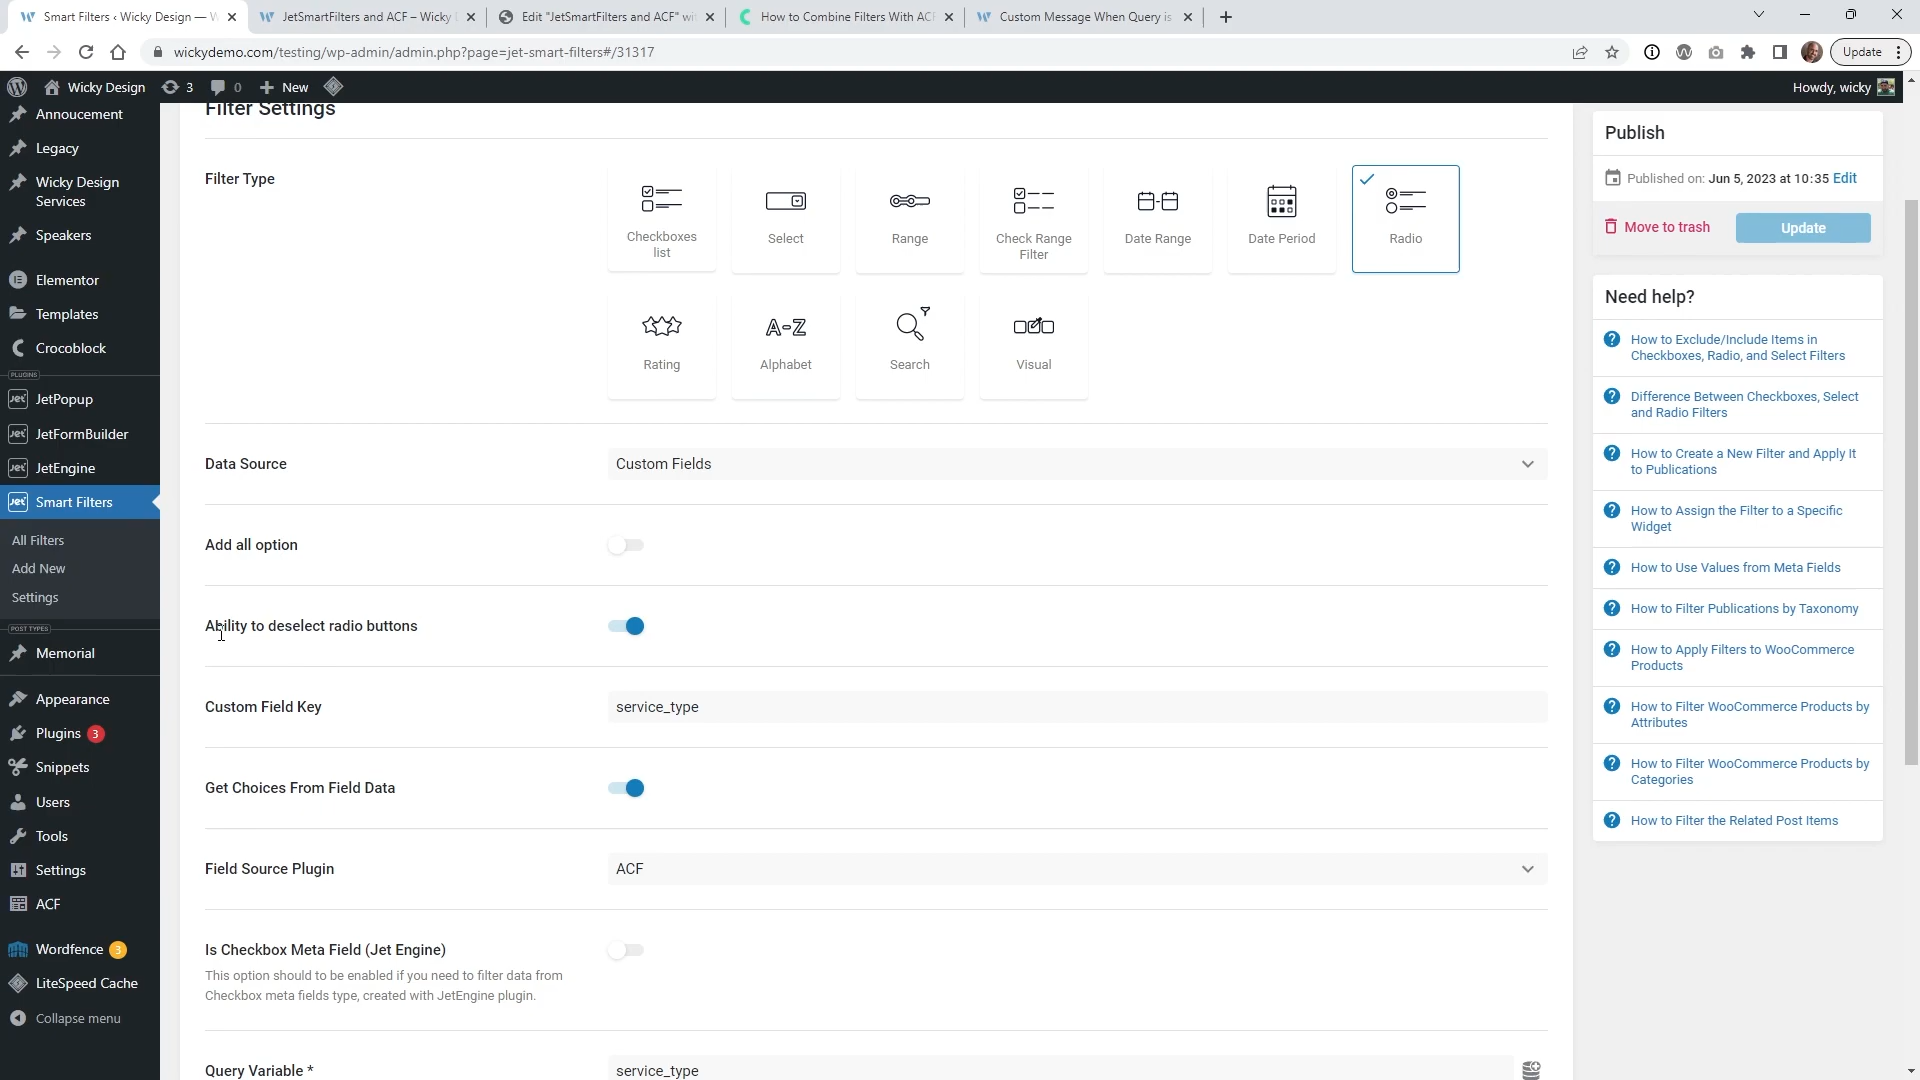 Smart Filters ‹ Wicky Design — W
JetSmartFilters and ACF – Wicky D
Edit "JetSmartFilters and ACF" wit
How to Combine Filters With ACF
Custom Message When Query is
wickydemo.com/testing/wp-admin/admin.php?page=jet-smart-filters#/31317
Update
Wicky Design
3
0
New
Howdy, wicky
Annoucement
Legacy
Wicky Design
Services
Speakers
Elementor
Templates
Crocoblock
PLUGINS
JetPopup
JetFormBuilder
JetEngine
Smart Filters
All Filters
Add New
Settings
POST TYPES
Memorial
Appearance
Plugins 3
Snippets
Users
Tools
Settings
ACF
Wordfence 3
LiteSpeed Cache
Collapse menu
Filter Settings
Filter Type
Checkboxes
list
Select
Range
Check Range
Filter
Date Range
Date Period
Radio
Rating
A-Z
Alphabet
Search
Visual
Data Source
Custom Fields
Add all option
Ability to deselect radio buttons
Custom Field Key
service_type
Get Choices From Field Data
Field Source Plugin
ACF
Is Checkbox Meta Field (Jet Engine)
This option should to be enabled if you need to filter data from
Checkbox meta fields type, created with JetEngine plugin.
Query Variable *
service_type
Publish
Published on: Jun 5, 2023 at 10:35 Edit
Move to trash
Update
Need help?
How to Exclude/Include Items in
Checkboxes, Radio, and Select Filters
Difference Between Checkboxes, Select
and Radio Filters
How to Create a New Filter and Apply It
to Publications
How to Assign the Filter to a Specific
Widget
How to Use Values from Meta Fields
How to Filter Publications by Taxonomy
How to Apply Filters to WooCommerce
Products
How to Filter WooCommerce Products by
Attributes
How to Filter WooCommerce Products by
Categories
How to Filter the Related Post Items